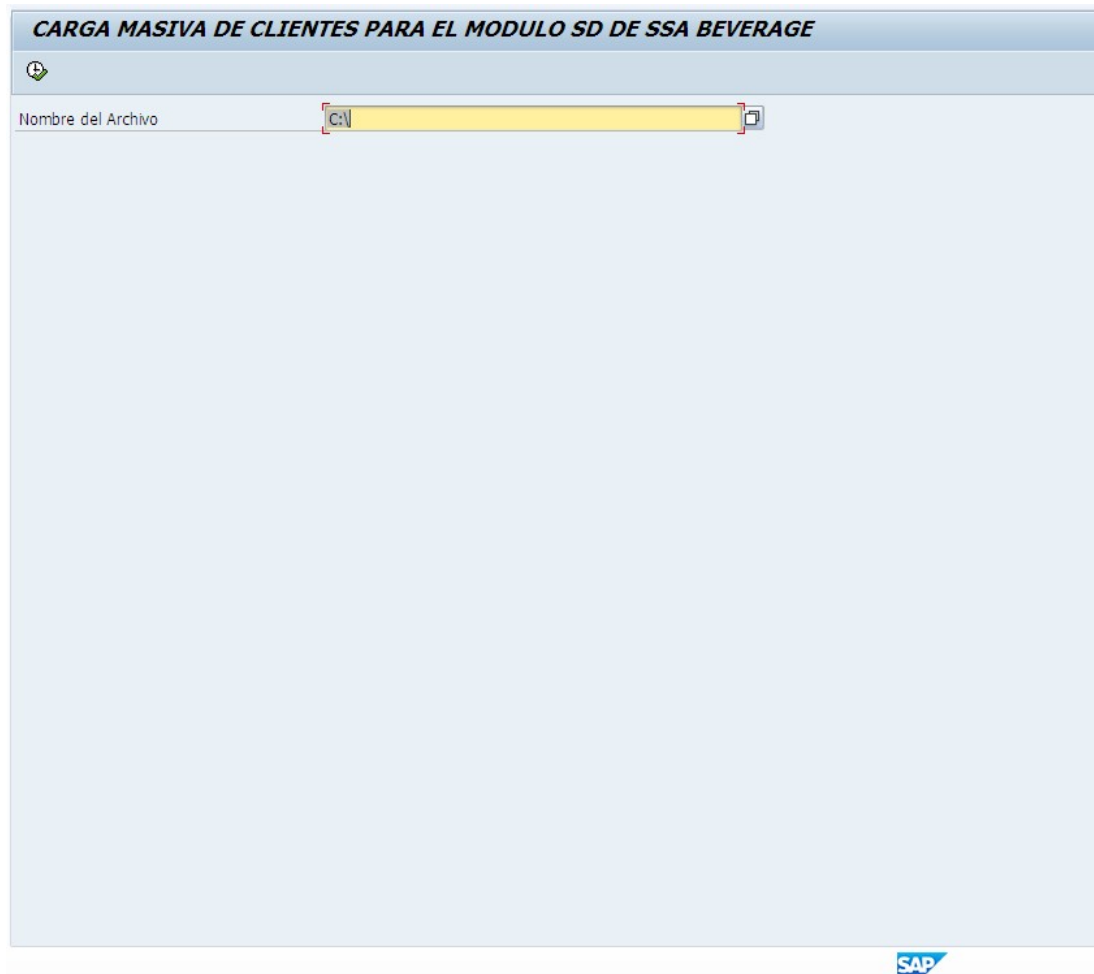 CARGA MASIVA DE CLIENTES PARA EL MODULO SD DE SSA BEVERAGE
Nombre del Archivo C:\
SAP